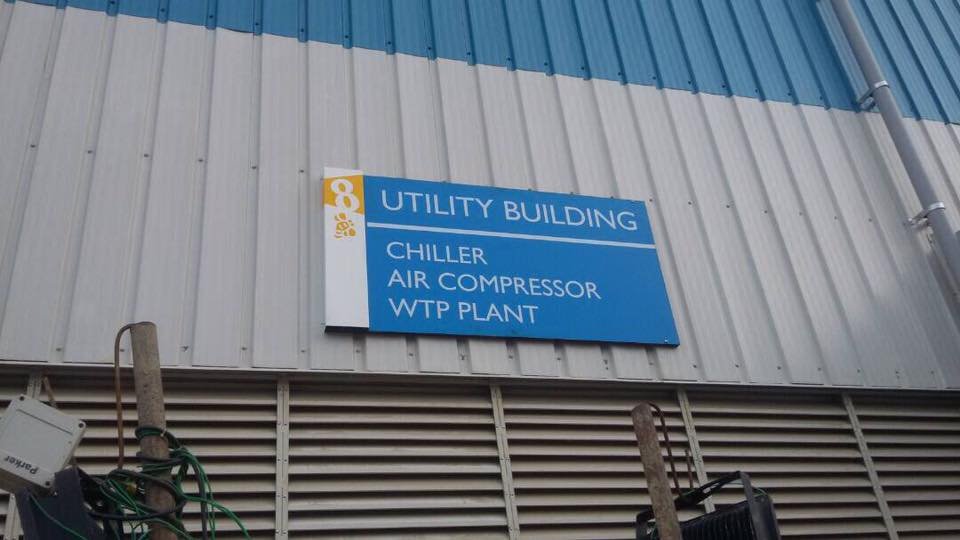 8
UTILITY BUILDING
CHILLER
AIR COMPRESSOR
WTP PLANT
Parker